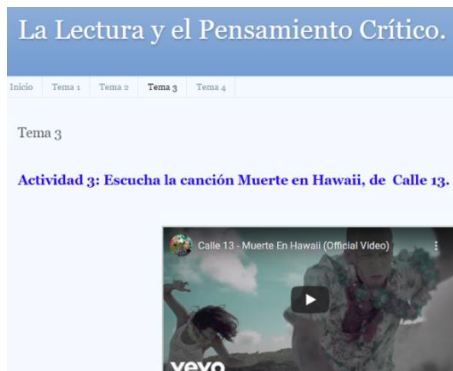 La Lectura y el Pensamiento Crítico.
Inicio Tema 1 Tema 2 Tema 3 Tema 4
Tema 3
Actividad 3: Escucha la canción Muerte en Hawaii, de Calle 13.
Calle 13 - Muerte En Hawaii (Official Video)
vevo